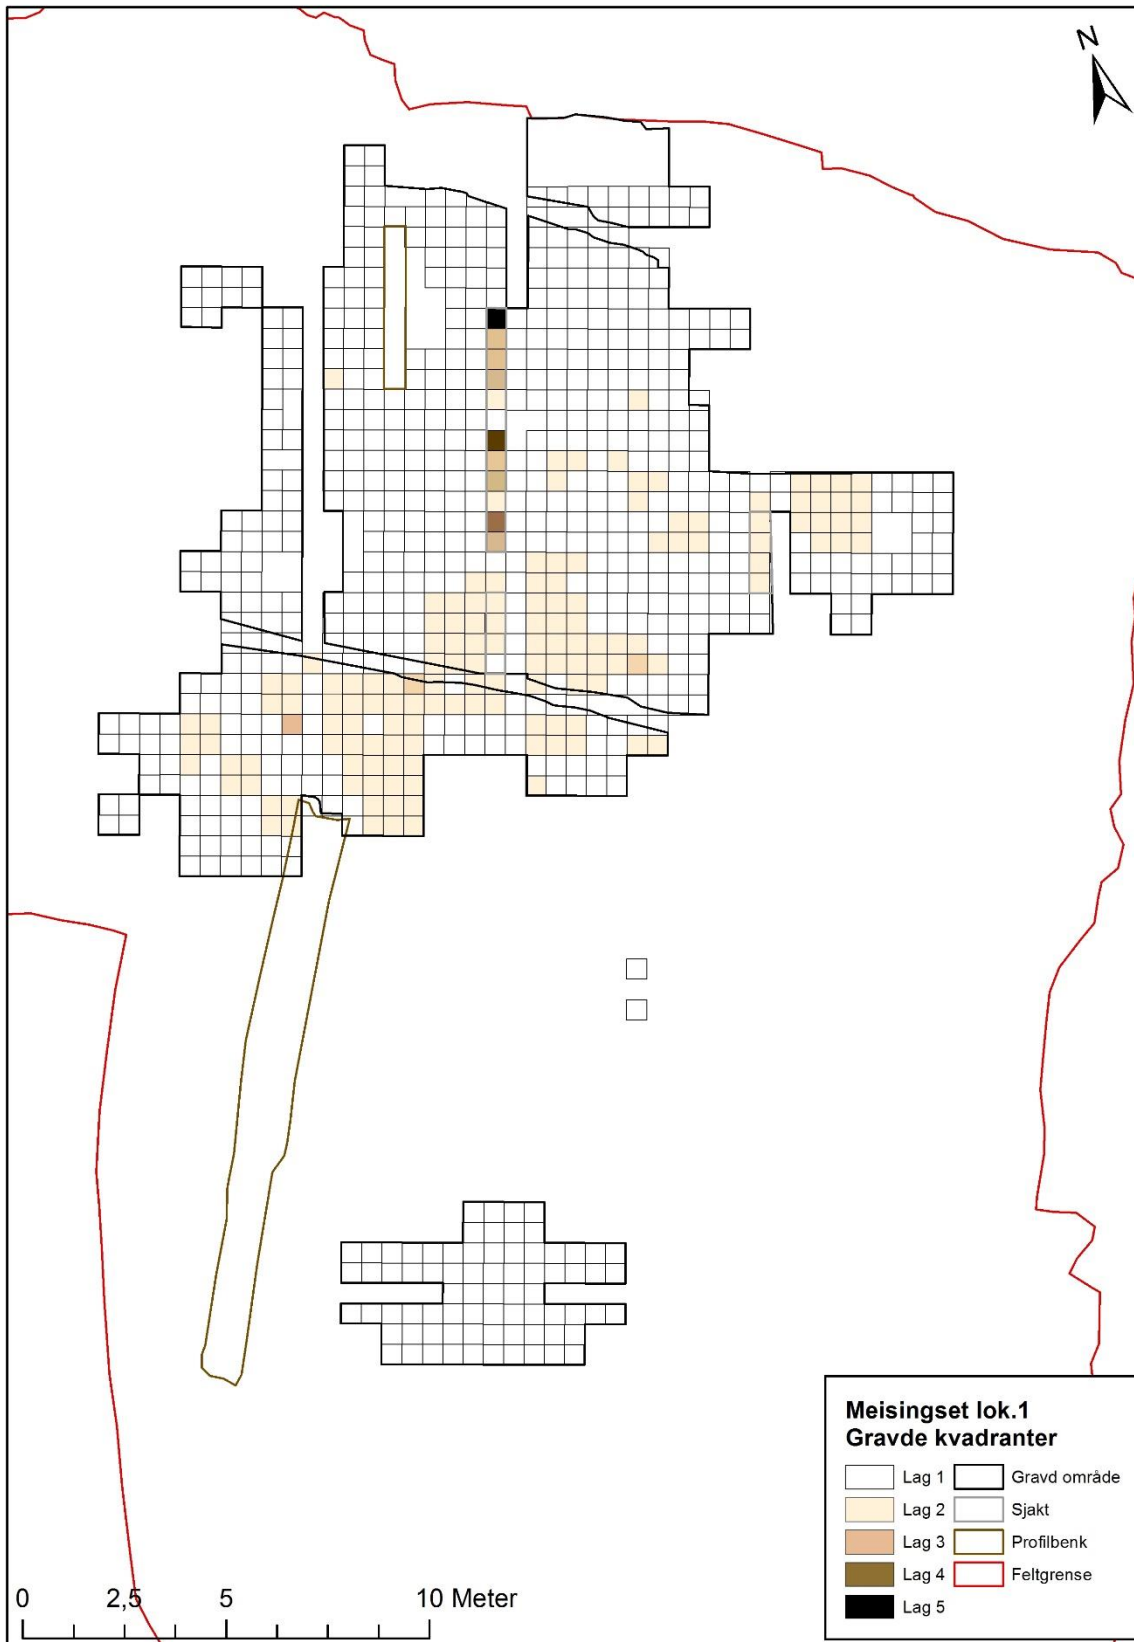 N
Meisingset lok.1
Gravde kvadranter
Lag 1 Gravd område
Lag 2 Sjakt
Lag 3 Profilbenk
Lag 4 Feltgrense
Lag 5
0 2,5 5 10 Meter